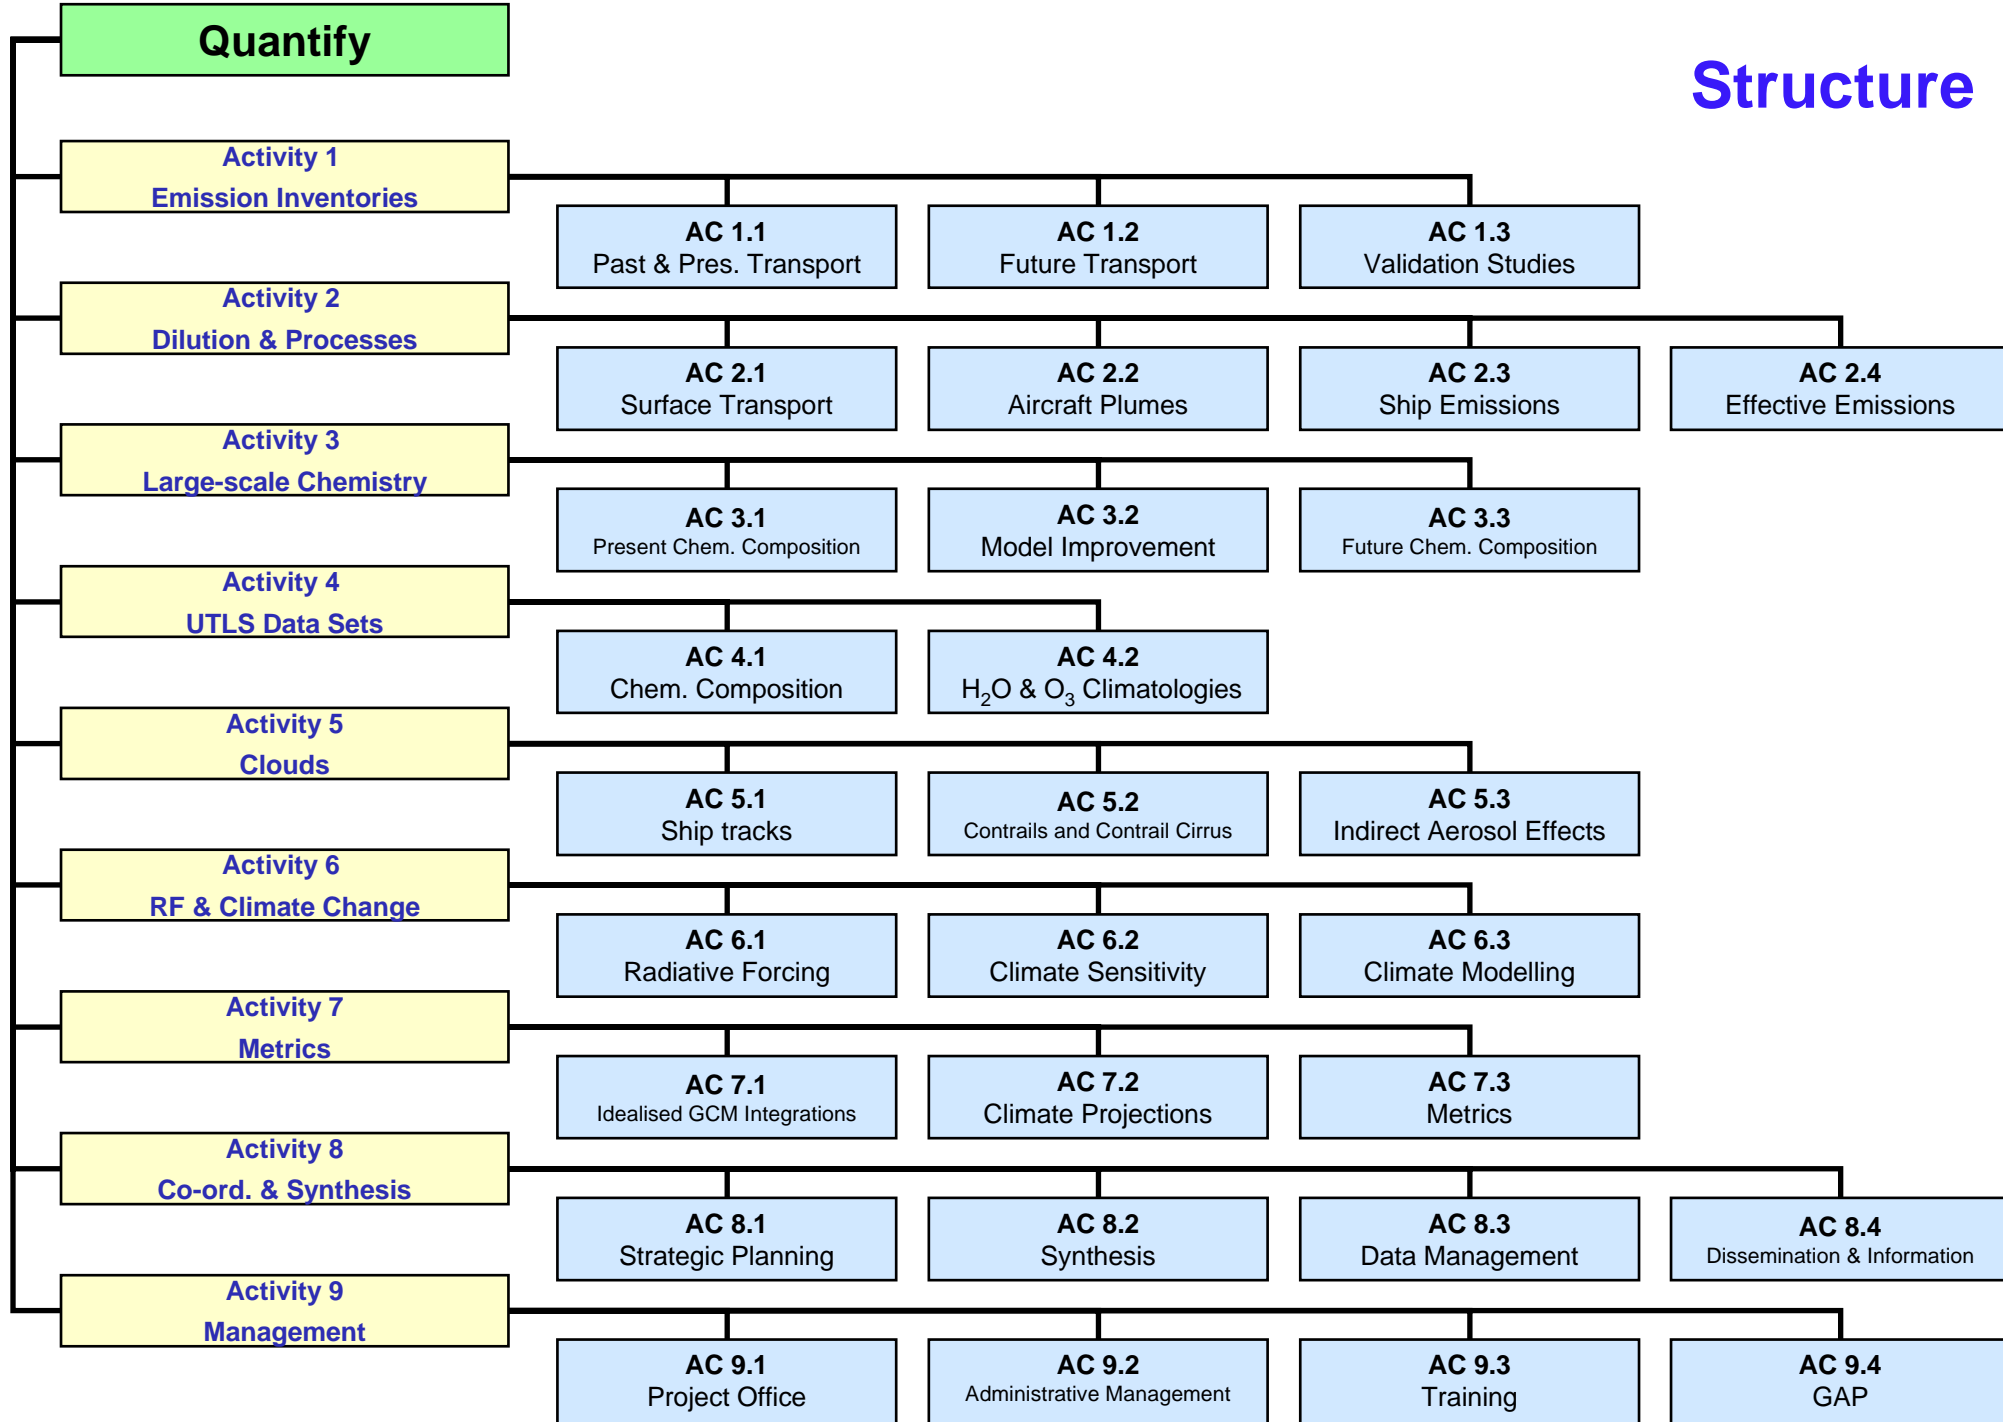 Quantify
Structure
Activity 1
Emission Inventories
AC 1.1
Past & Pres. Transport
AC 1.2
Future Transport
AC 1.3
Validation Studies
Activity 2
Dilution & Processes
AC 2.1
Surface Transport
AC 2.2
Aircraft Plumes
AC 2.3
Ship Emissions
AC 2.4
Effective Emissions
Activity 3
Large-scale Chemistry
AC 3.1
Present Chem. Composition
AC 3.2
Model Improvement
AC 3.3
Future Chem. Composition
Activity 4
UTLS Data Sets
AC 4.1
Chem. Composition
AC 4.2
H₂O & O₃ Climatologies
Activity 5
Clouds
AC 5.1
Ship tracks
AC 5.2
Contrails and Contrail Cirrus
AC 5.3
Indirect Aerosol Effects
Activity 6
RF & Climate Change
AC 6.1
Radiative Forcing
AC 6.2
Climate Sensitivity
AC 6.3
Climate Modelling
Activity 7
Metrics
AC 7.1
Idealised GCM Integrations
AC 7.2
Climate Projections
AC 7.3
Metrics
Activity 8
Co-ord. & Synthesis
AC 8.1
Strategic Planning
AC 8.2
Synthesis
AC 8.3
Data Management
AC 8.4
Dissemination & Information
Activity 9
Management
AC 9.1
Project Office
AC 9.2
Administrative Management
AC 9.3
Training
AC 9.4
GAP